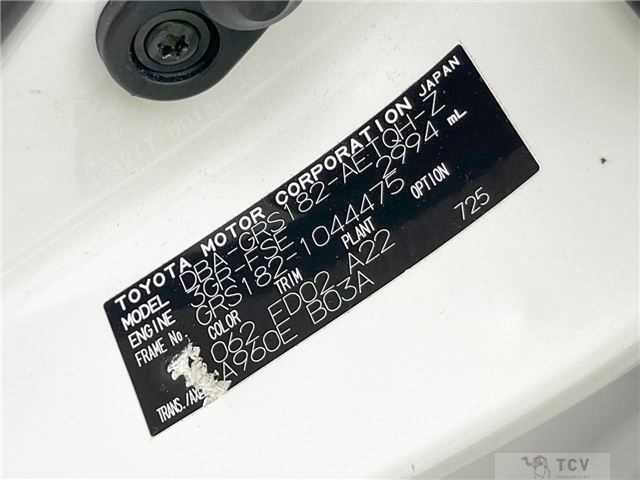 TOYOTA MOTOR CORPORATION JAPAN
MODEL DBA-GRS182-AETQH-Z
ENGINE 3GR-FSE 2994 mL
FRAME No. GRS182-1044475
COLOR TRIM PLANT OPTION
062 FD02 A22 725
TRANS./AXLE A960E B03A
TCV